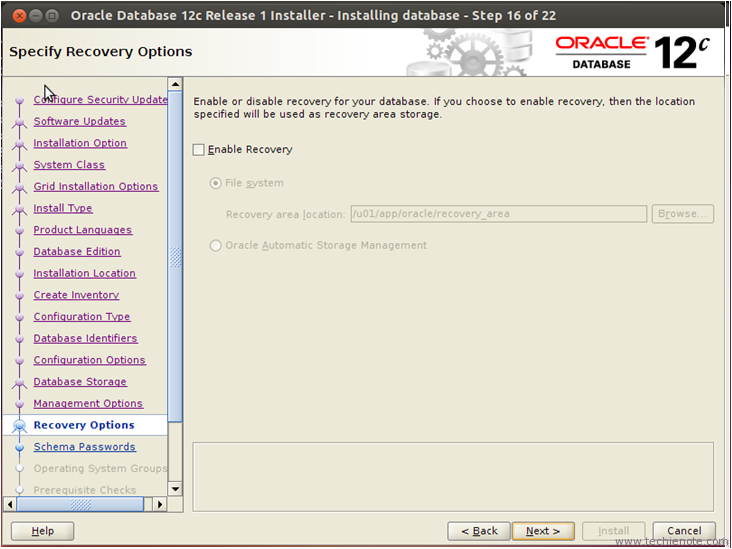 Oracle Database 12c Release 1 Installer - Installing database - Step 16 of 22
Specify Recovery Options
ORACLE
DATABASE
12c
Configure Security Update
Software Updates
Installation Option
System Class
Grid Installation Options
Install Type
Product Languages
Database Edition
Installation Location
Create Inventory
Configuration Type
Database Identifiers
Configuration Options
Database Storage
Management Options
Recovery Options
Schema Passwords
Operating System Groups
Prerequisite Checks
Enable or disable recovery for your database. If you choose to enable recovery, then the location
specified will be used as recovery area storage.
Enable Recovery
File system
Recovery area location: /u01/app/oracle/recovery_area Browse...
Oracle Automatic Storage Management
Help < Back Next > Install Cancel
www.techienote.com